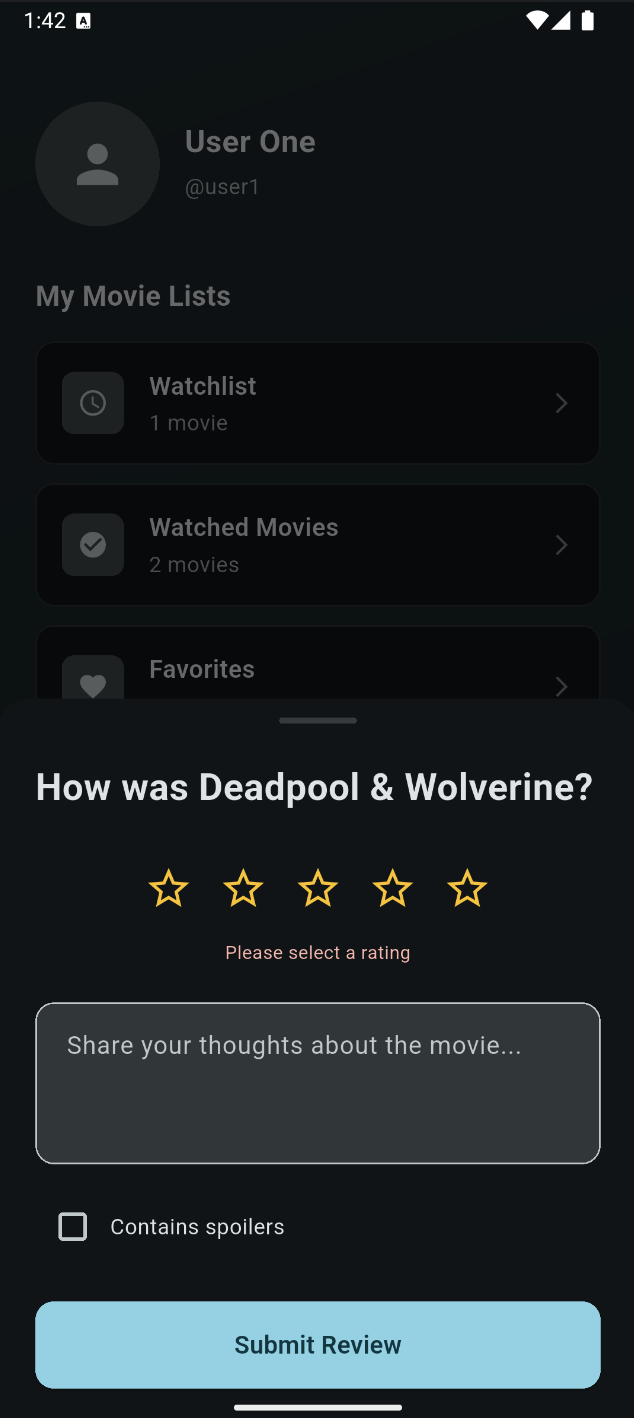 1:42
User One
@user1
My Movie Lists
Watchlist
1 movie
Watched Movies
2 movies
Favorites
How was Deadpool & Wolverine?
Please select a rating
Share your thoughts about the movie...
Contains spoilers
Submit Review